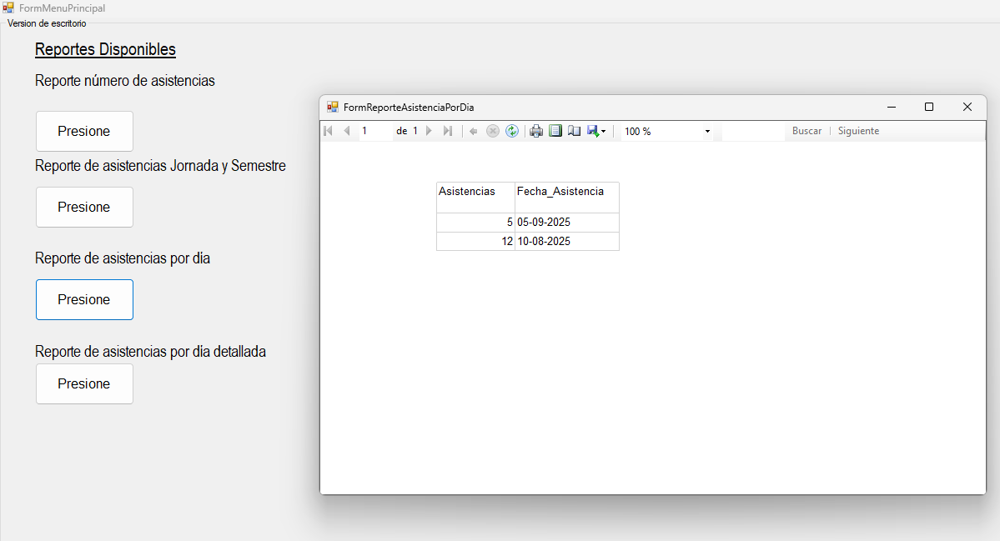 FormMenuPrincipal
Version de escritorio
Reportes Disponibles
Reporte número de asistencias
Presione
Reporte de asistencias Jornada y Semestre
Presione
Reporte de asistencias por día
Presione
Reporte de asistencias por día detallada
Presione
FormReporteAsistenciaPorDia
1 de 1 100 % Buscar | Siguiente
Asistencias Fecha_Asistencia
5 05-09-2025
12 10-08-2025